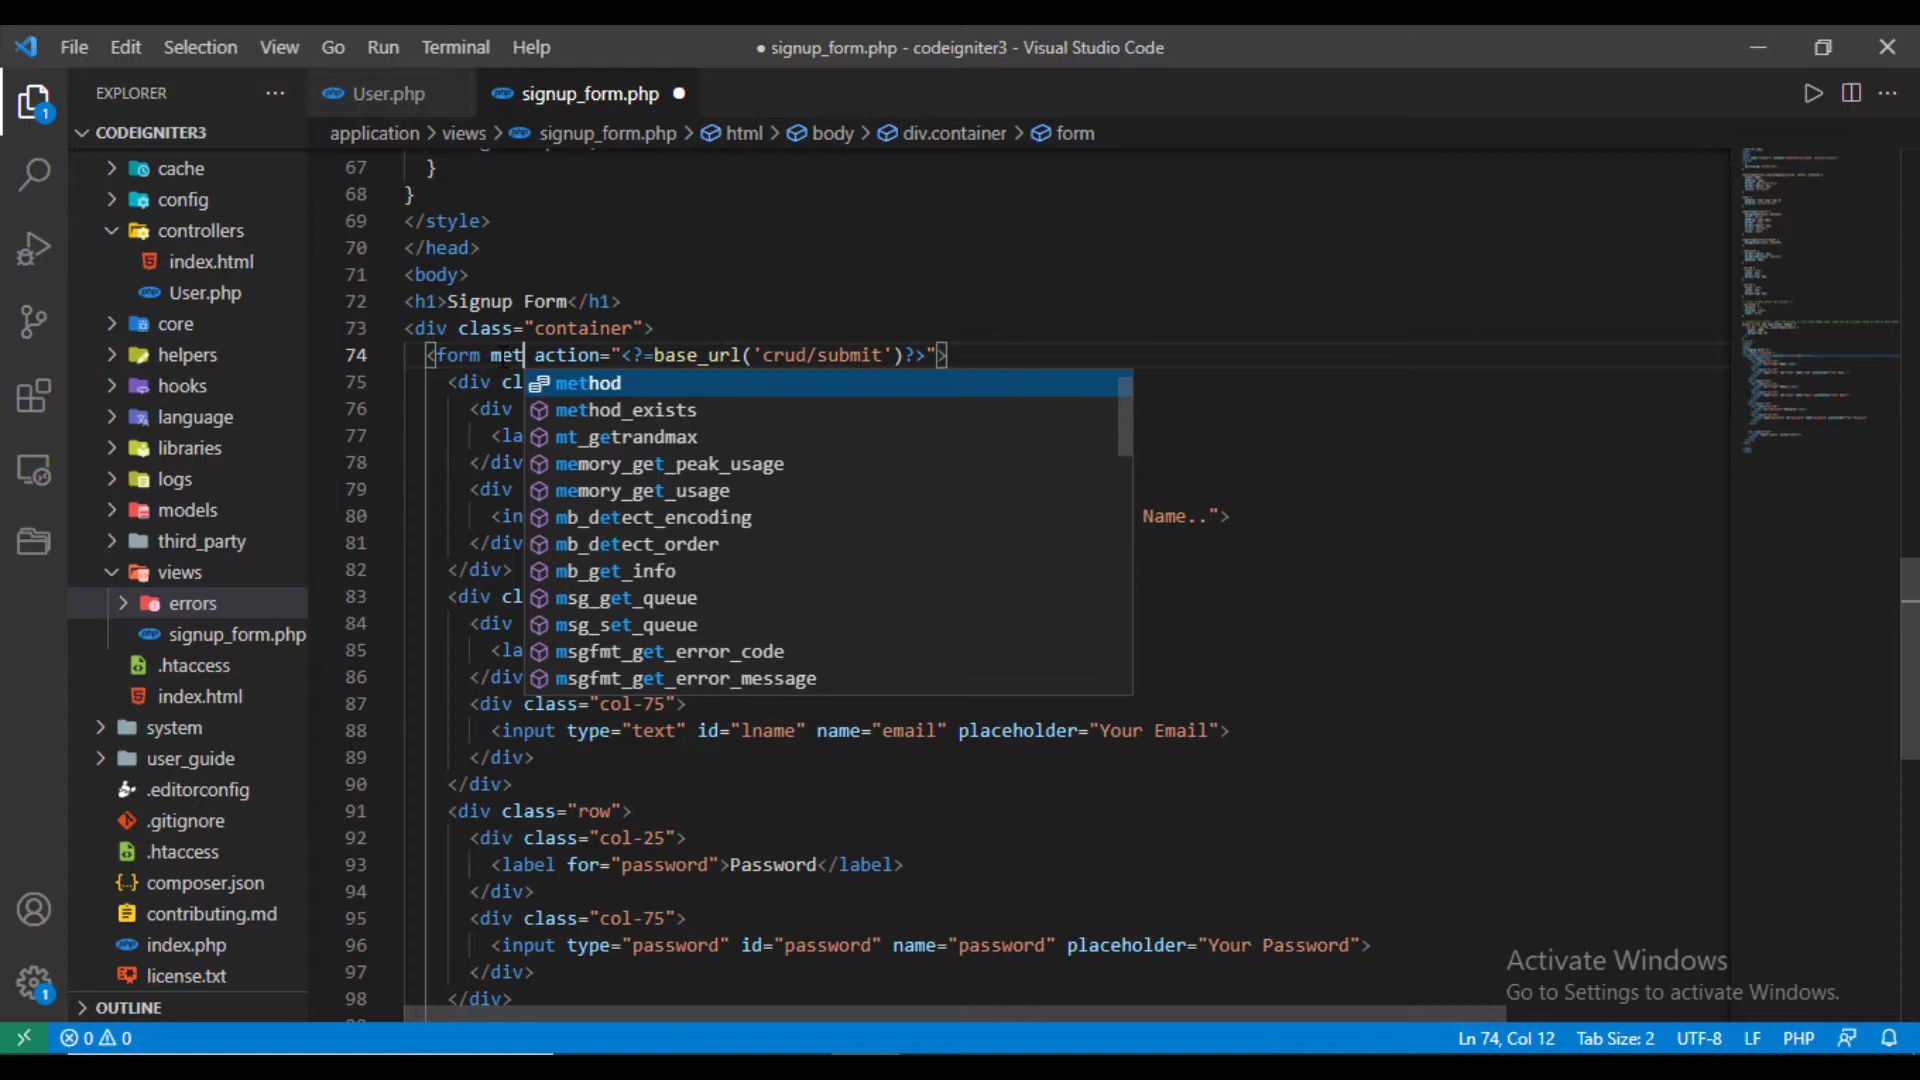 File Edit Selection View Go Run Terminal Help
● signup_form.php - codeigniter3 - Visual Studio Code
EXPLORER
User.php
signup_form.php
CODEIGNITER3
application > views > signup_form.php > html > body > div.container > form
cache
config
controllers
index.html
User.php
core
helpers
hooks
language
libraries
logs
models
third_party
views
errors
signup_form.php
.htaccess
index.html
system
user_guide
.editorconfig
.gitignore
.htaccess
composer.json
contributing.md
index.php
license.txt
OUTLINE
67 }
68 }
69 </style>
70 </head>
71 <body>
72 <h1>Signup Form</h1>
73 <div class="container">
74 <form met action="<?=base_url('crud/submit')?>">
75 <div cl
76 <div
77 <la
78 </div
79 <div
80 <in Name..">
81 </div
82 </div>
83 <div cl
84 <div
85 <la
86 </div
87 <div class="col-75">
88 <input type="text" id="lname" name="email" placeholder="Your Email">
89 </div>
90 </div>
91 <div class="row">
92 <div class="col-25">
93 <label for="password">Password</label>
94 </div>
95 <div class="col-75">
96 <input type="password" id="password" name="password" placeholder="Your Password">
97 </div>
98 </div>
method
method_exists
mt_getrandmax
memory_get_peak_usage
memory_get_usage
mb_detect_encoding
mb_detect_order
mb_get_info
msg_get_queue
msg_set_queue
msgfmt_get_error_code
msgfmt_get_error_message
Activate Windows
Go to Settings to activate Windows.
1
1
0 0
Ln 74, Col 12 Tab Size: 2 UTF-8 LF PHP